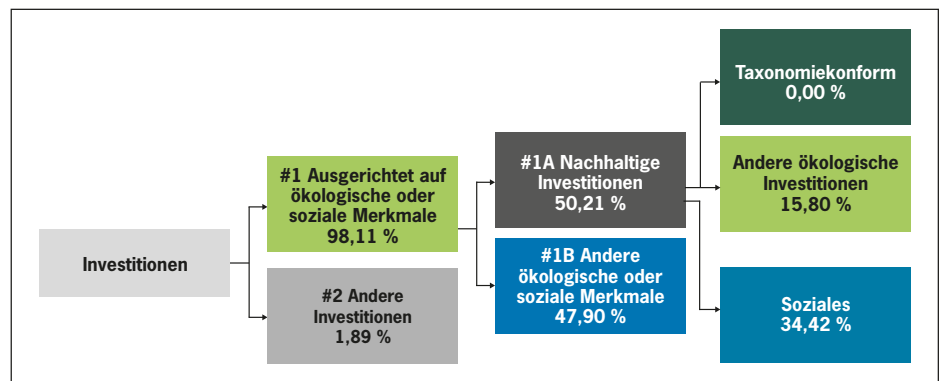 Investitionen
#1 Ausgerichtet auf
ökologische oder
soziale Merkmale
98,11 %
#2 Andere
Investitionen
1,89 %
#1A Nachhaltige
Investitionen
50,21 %
#1B Andere
ökologische oder
soziale Merkmale
47,90 %
Taxonomiekonform
0,00 %
Andere ökologische
Investitionen
15,80 %
Soziales
34,42 %